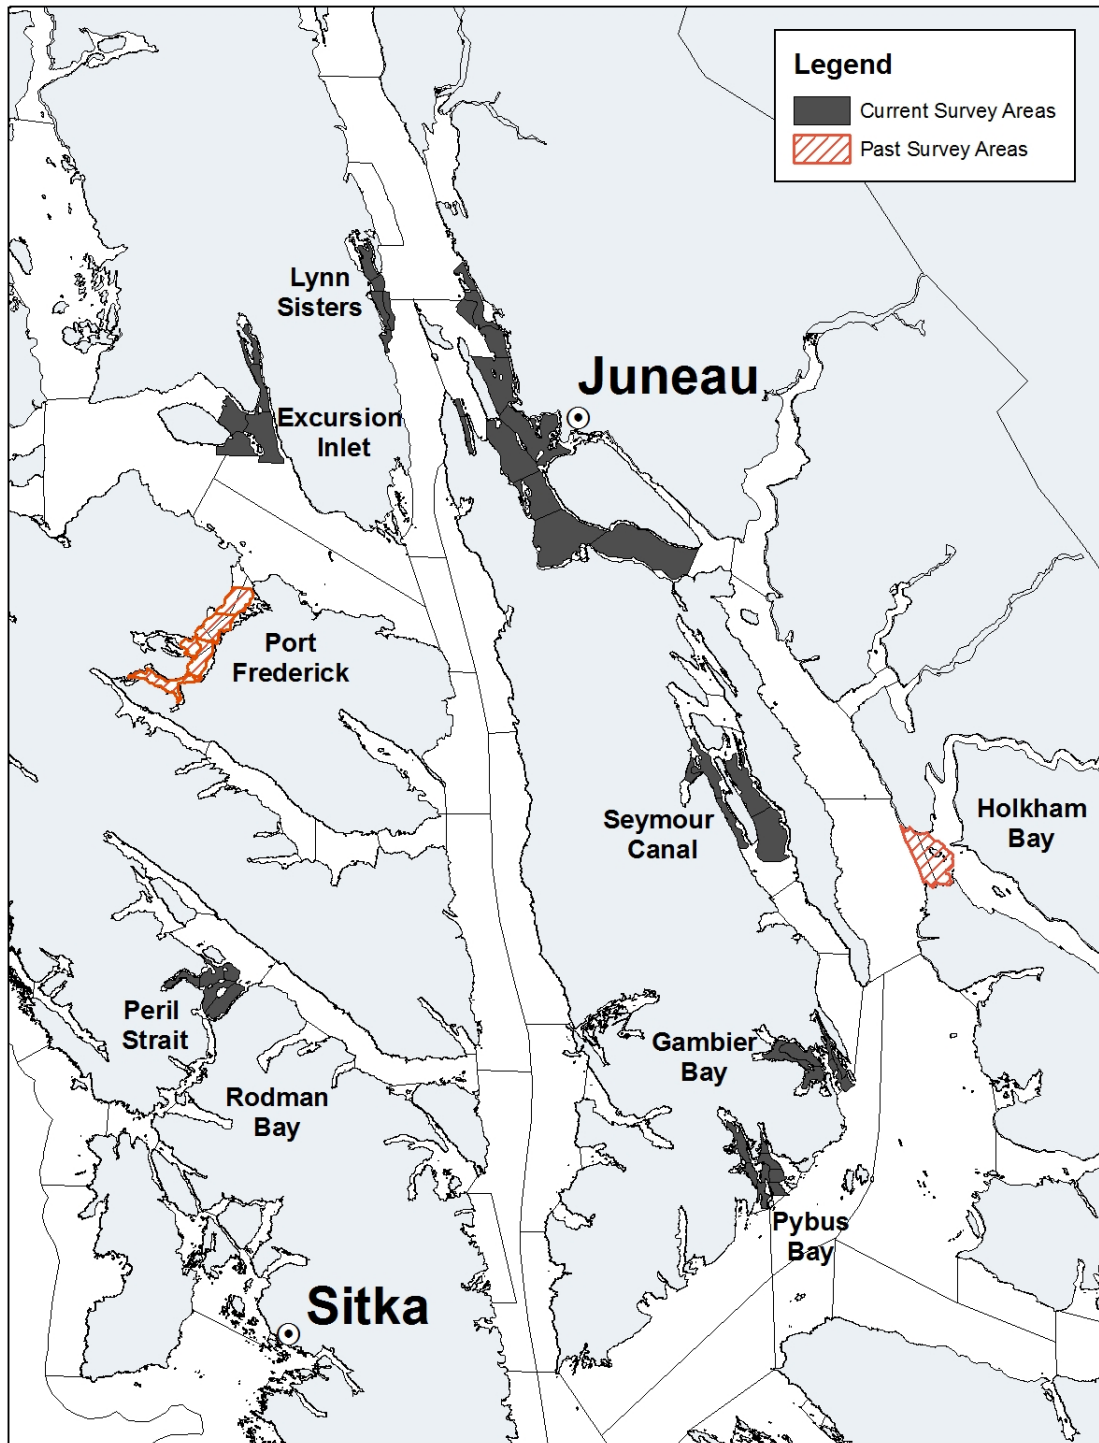 Legend
Current Survey Areas
Past Survey Areas
Lynn
Sisters
Juneau
Excursion
Inlet
Port
Frederick
Holkham
Bay
Seymour
Canal
Peril
Strait
Gambier
Bay
Rodman
Bay
Pybus
Bay
Sitka